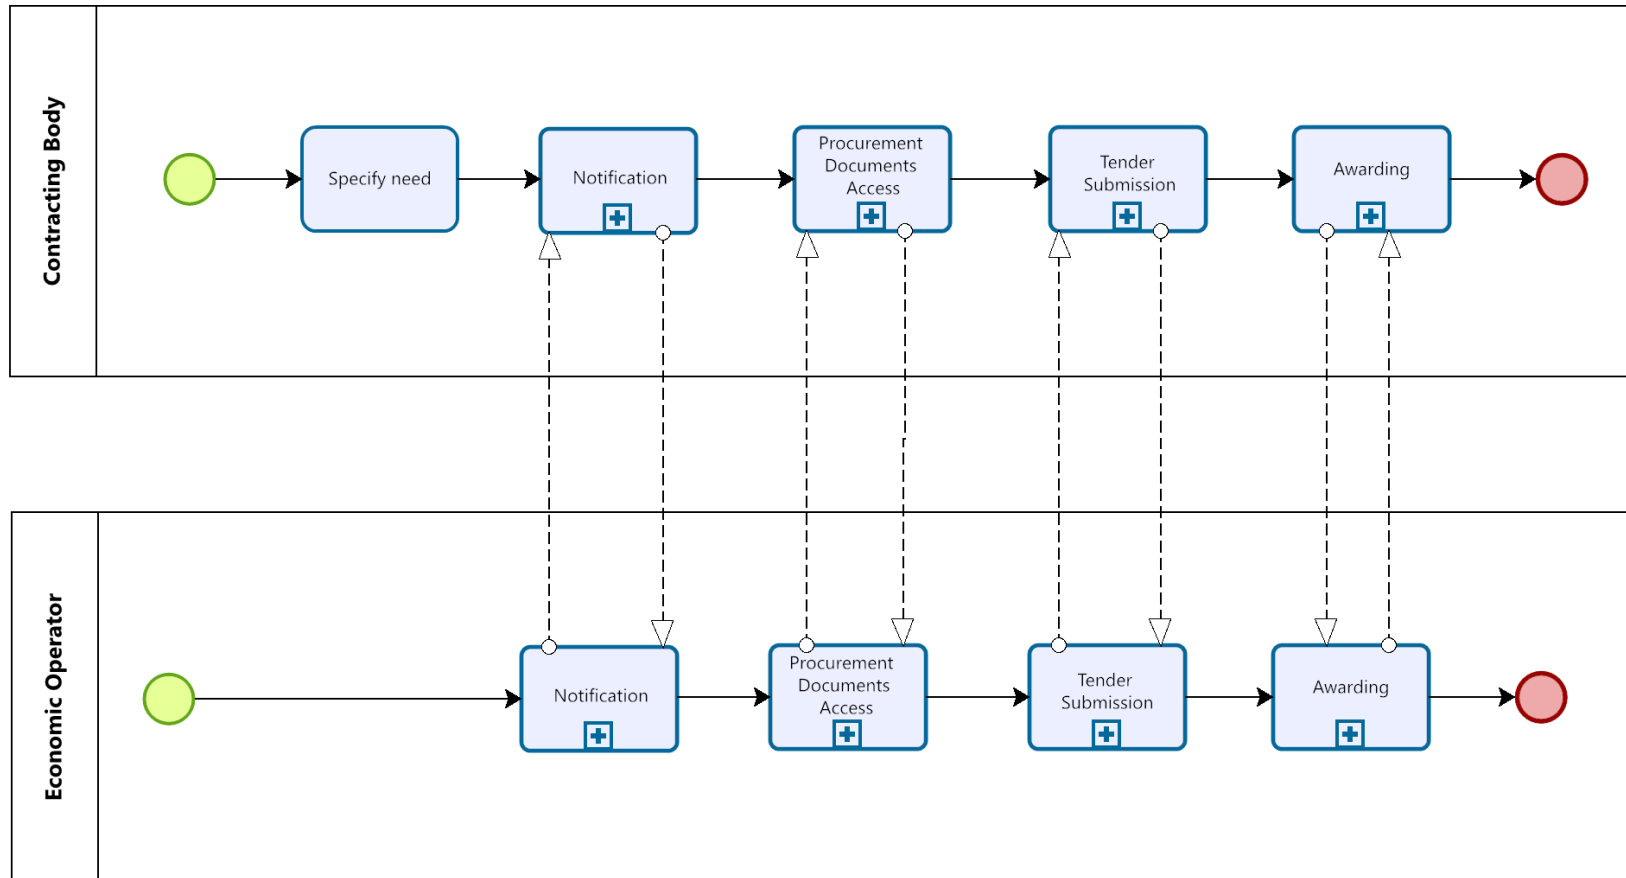 Contracting Body
Specify need
Notification
Procurement
Documents
Access
Tender
Submission
Awarding
Economic Operator
Notification
Procurement
Documents
Access
Tender
Submission
Awarding